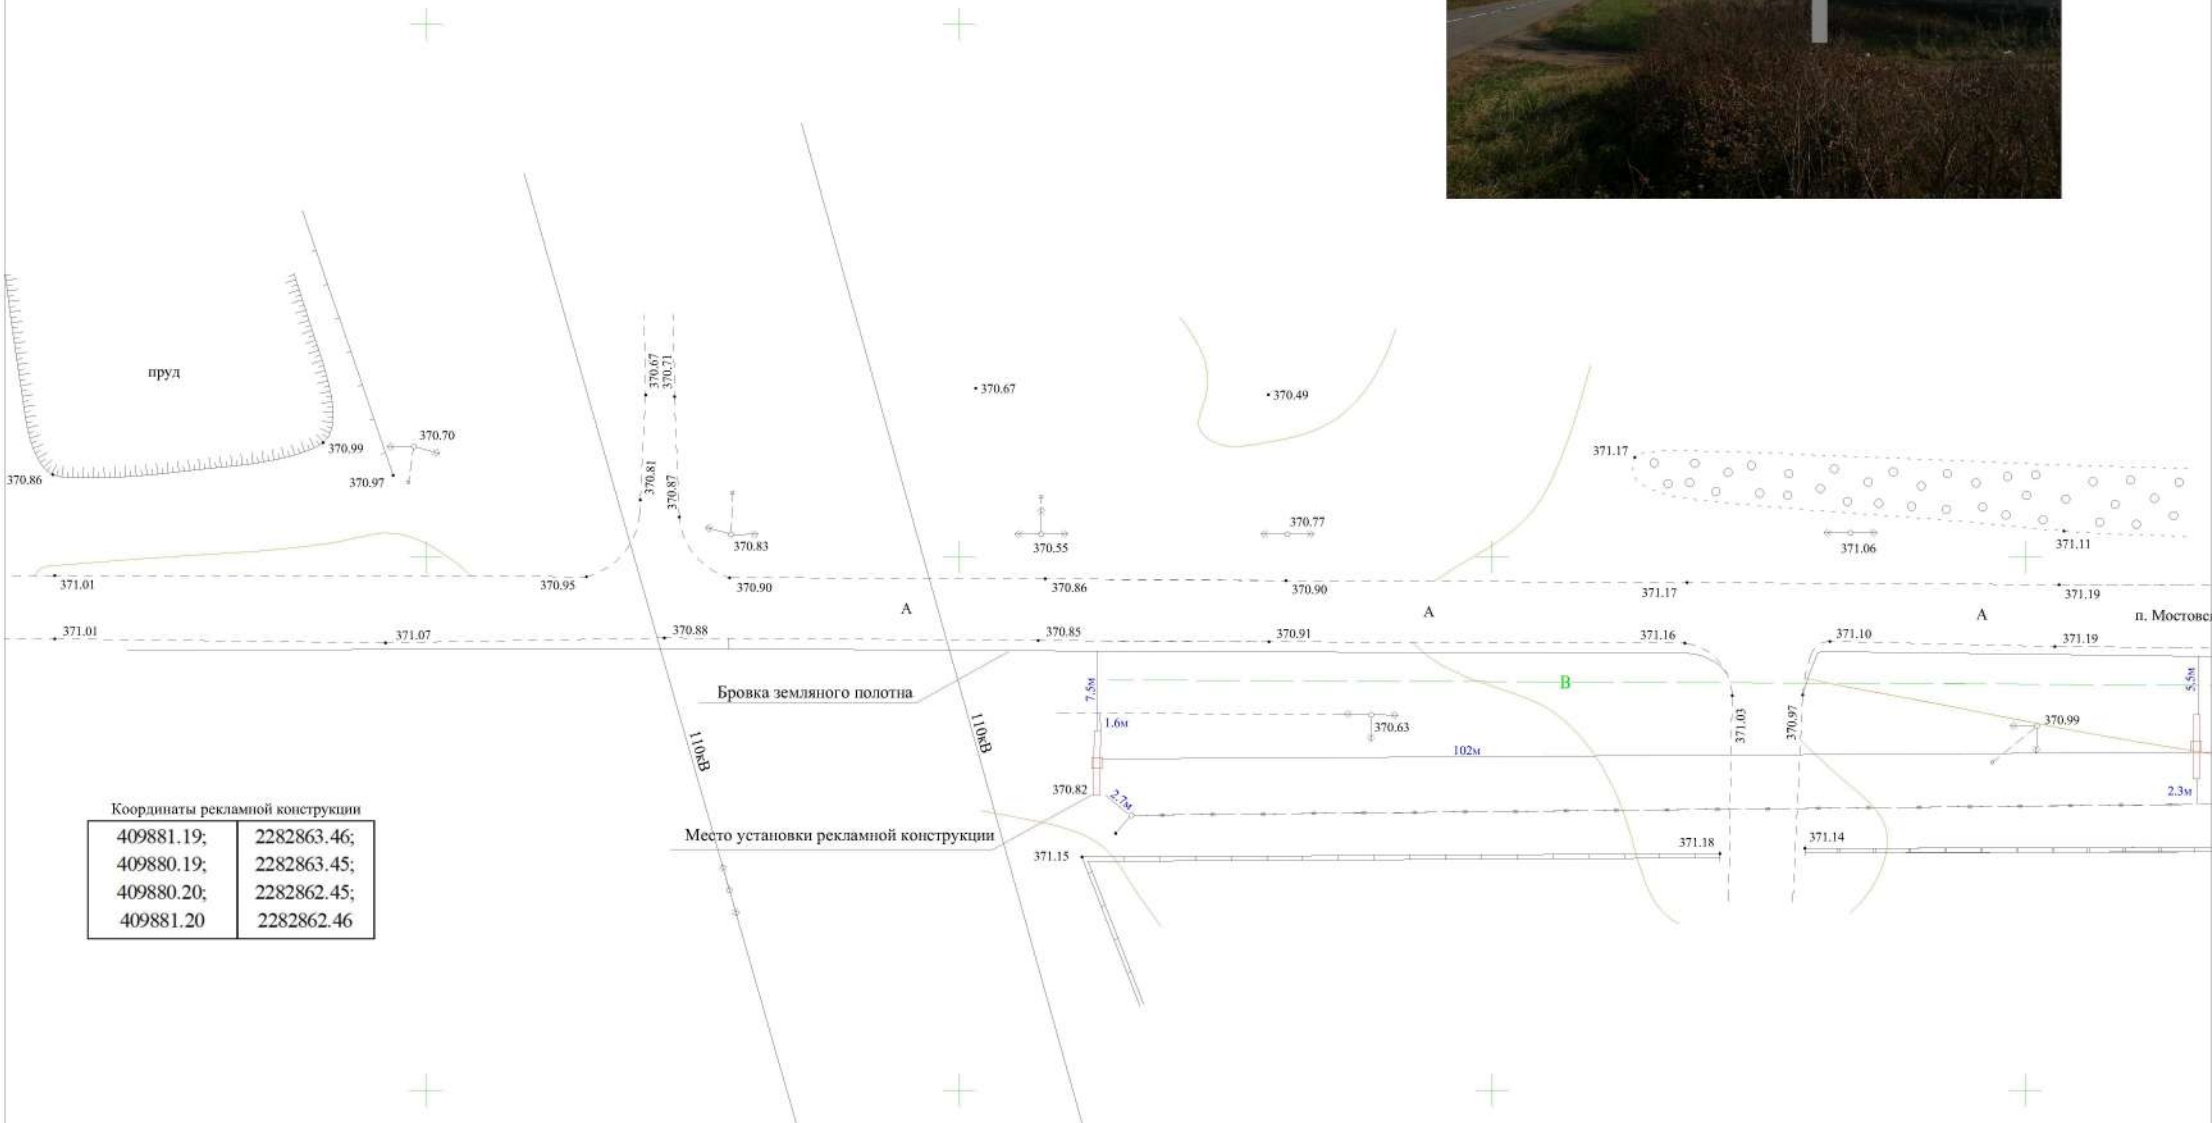 пруд
370.67
370.71
370.67
370.49
370.99
370.70
370.86
370.97
370.81
370.87
371.17
370.83
370.55
370.77
371.06
371.11
371.01
370.95
370.90
370.86
370.90
371.17
371.19
А
А
А
п. Мостовс
371.01
371.07
370.88
370.85
370.91
371.16
371.10
371.19
Бровка земляного полотна
7.5м
В
5.5м
110кВ
110кВ
1.6м
370.63
371.03
370.97
370.99
102м
370.82
2.7м
2.3м
Место установки рекламной конструкции
371.15
371.18
371.14
Координаты рекламной конструкции
409881.19; 2282863.46;
409880.19; 2282863.45;
409880.20; 2282862.45;
409881.20 2282862.46